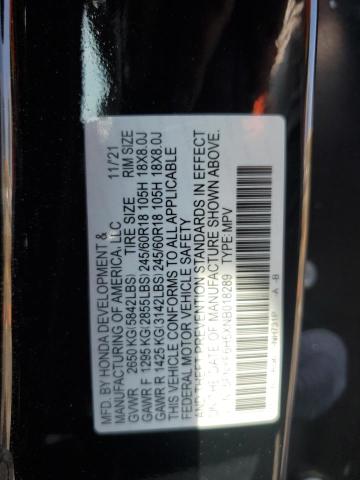 MFD. BY HONDA DEVELOPMENT &
MANUFACTURING OF AMERICA, LLC 11/21
GVWR 2650 KG(5842LBS) TIRE SIZE RIM SIZE
GAWR F 1295 KG(2855LBS) 245/60R18 105H 18X8.0J
GAWR R 1425 KG(3142LBS) 245/60R18 105H 18X8.0J
THIS VEHICLE CONFORMS TO ALL APPLICABLE
FEDERAL MOTOR VEHICLE SAFETY
AND THEFT PREVENTION STANDARDS IN EFFECT
ON THE DATE OF MANUFACTURE SHOWN ABOVE.
TYPE MPV
NH731P A -B